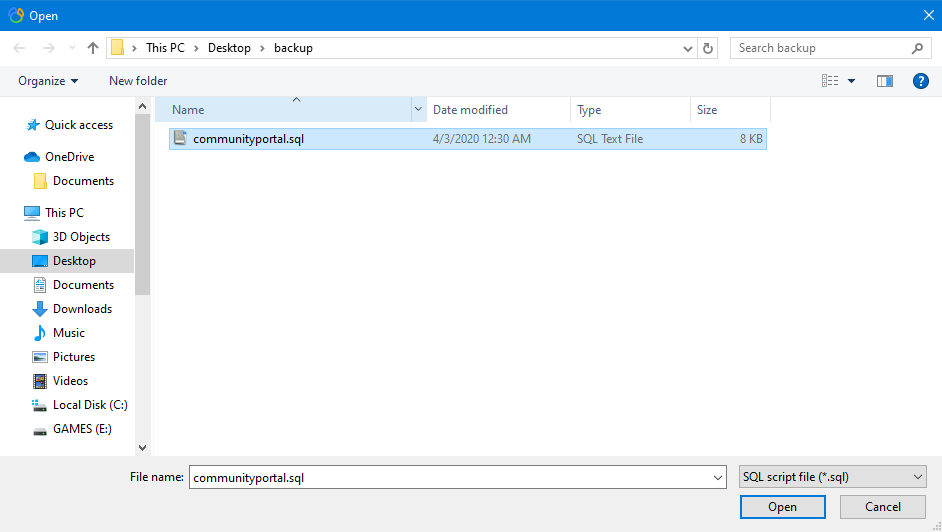 Open
This PC > Desktop > backup
Search backup
Organize
New folder
?
Name
Date modified
Type
Size
Quick access
OneDrive
Documents
This PC
3D Objects
Desktop
Documents
Downloads
Music
Pictures
Videos
Local Disk (C:)
GAMES (E:)
communityportal.sql
4/3/2020 12:30 AM
SQL Text File
8 KB
File name:
communityportal.sql
SQL script file (*.sql)
Open
Cancel